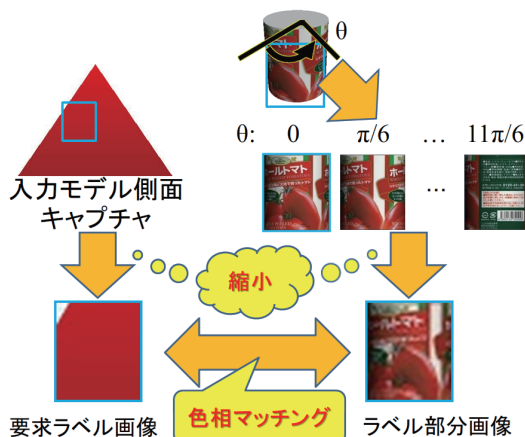 θ
θ: 0 π/6 … 11π/6
ホールトマト
…
入力モデル側面
キャプチャ
縮小
色相マッチング
要求ラベル画像
ラベル部分画像